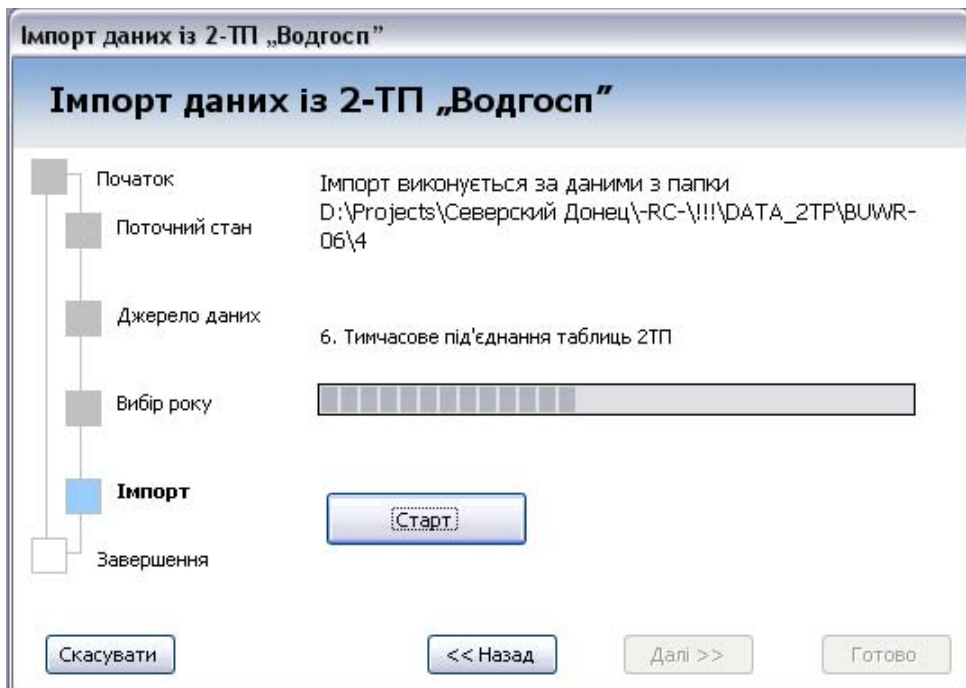 Імпорт даних із 2-ТП „Водгосп”
Імпорт даних із 2-ТП „Водгосп”
Початок
Поточний стан
Джерело даних
Вибір року
Імпорт
Завершення
Імпорт виконується за даними з папки
D:\Projects\Северский Донец\-RC-\!!!\DATA_2TP\BUWR-
06\4
6. Тимчасове під'єднання таблиць 2ТП
Старт
Скасувати
<< Назад
Далі >>
Готово